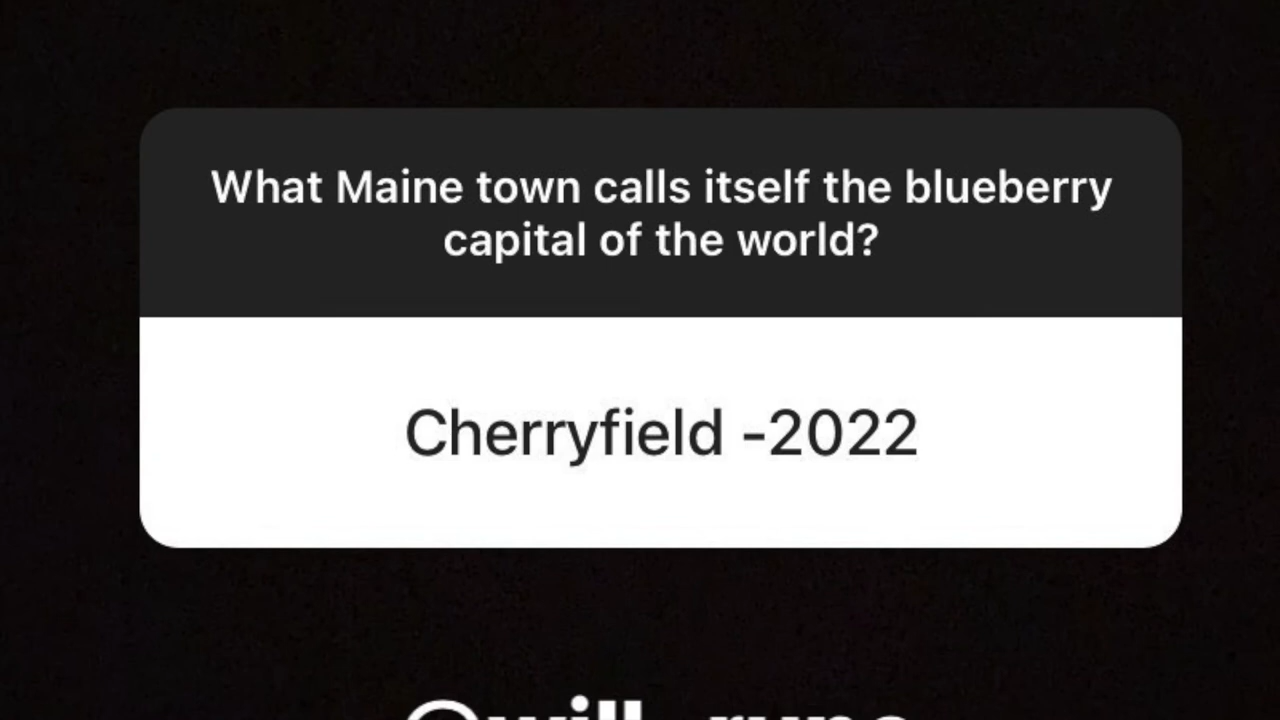 What Maine town calls itself the blueberry
capital of the world?
Cherryfield -2022